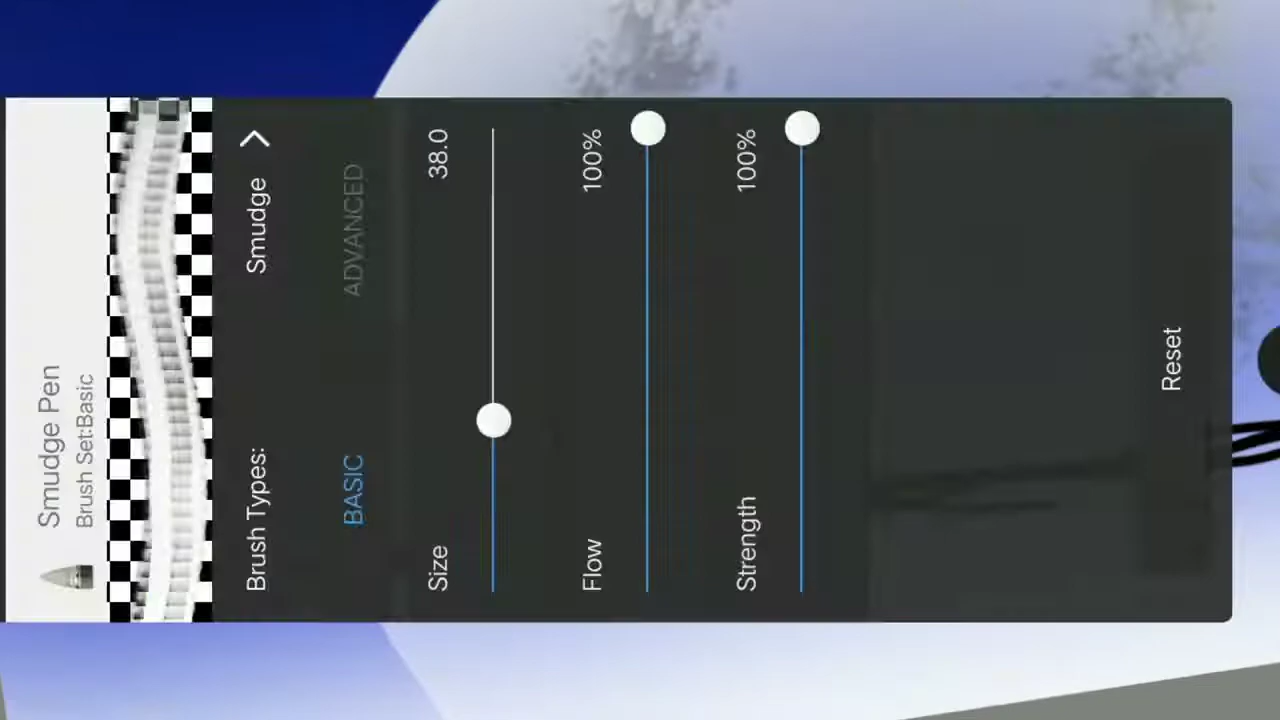 Smudge Pen
Brush Set:Basic
Brush Types: Smudge
BASIC ADVANCED
Size 38.0
Flow 100%
Strength 100%
Reset